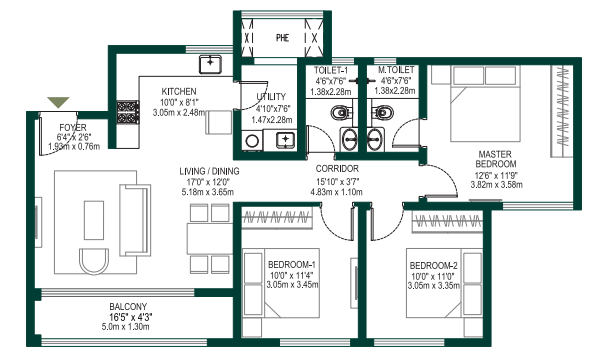 PHE
KITCHEN
10'0" x 8'1"
3.05m x 2.48m
UTILITY
4'10"x7'6"
1.47x2.28m
TOILET-1
4'6"x7'6"
1.38x2.28m
M.TOILET
4'6"x7'6"
1.38x2.28m
FOYER
6'4"x 2'6"
1.93m x 0.76m
MASTER
BEDROOM
12'6" x 11'9"
3.82m x 3.58m
LIVING / DINING
17'0" x 12'0"
5.18m x 3.65m
CORRIDOR
15'10" x 3'7"
4.83m x 1.10m
BEDROOM-1
10'0" x 11'4"
3.05m x 3.45m
BEDROOM-2
10'0" x 11'0"
3.05m x 3.35m
BALCONY
16'5" x 4'3"
5.0m x 1.30m